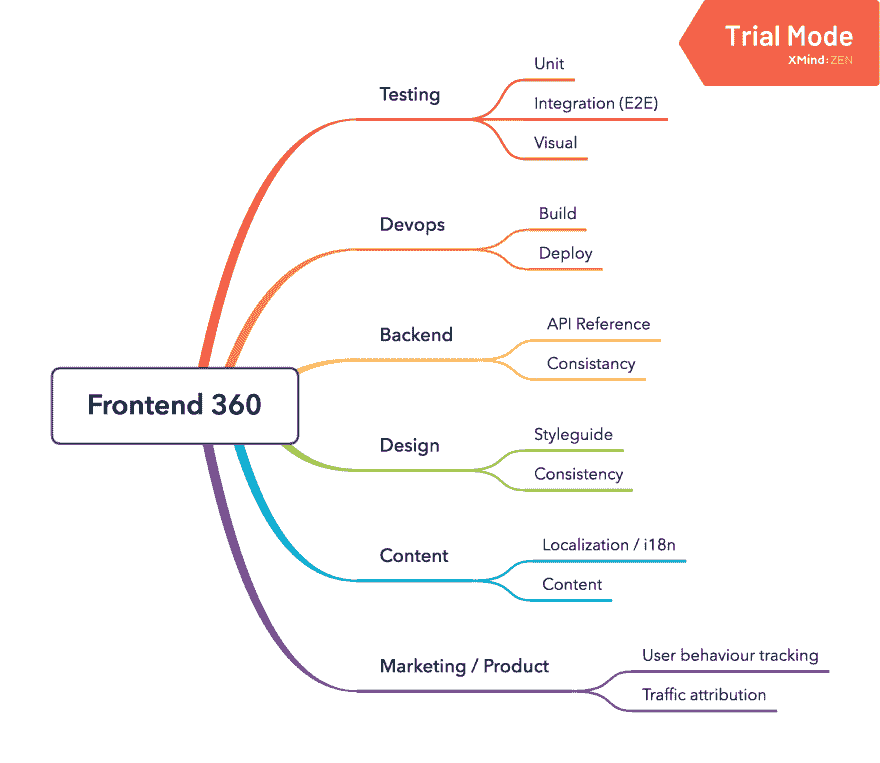 Trial Mode
XMind:ZEN
Testing
Unit
Integration (E2E)
Visual
Devops
Build
Deploy
Backend
API Reference
Consistancy
Frontend 360
Design
Styleguide
Consistency
Content
Localization / i18n
Content
Marketing / Product
User behaviour tracking
Traffic attribution